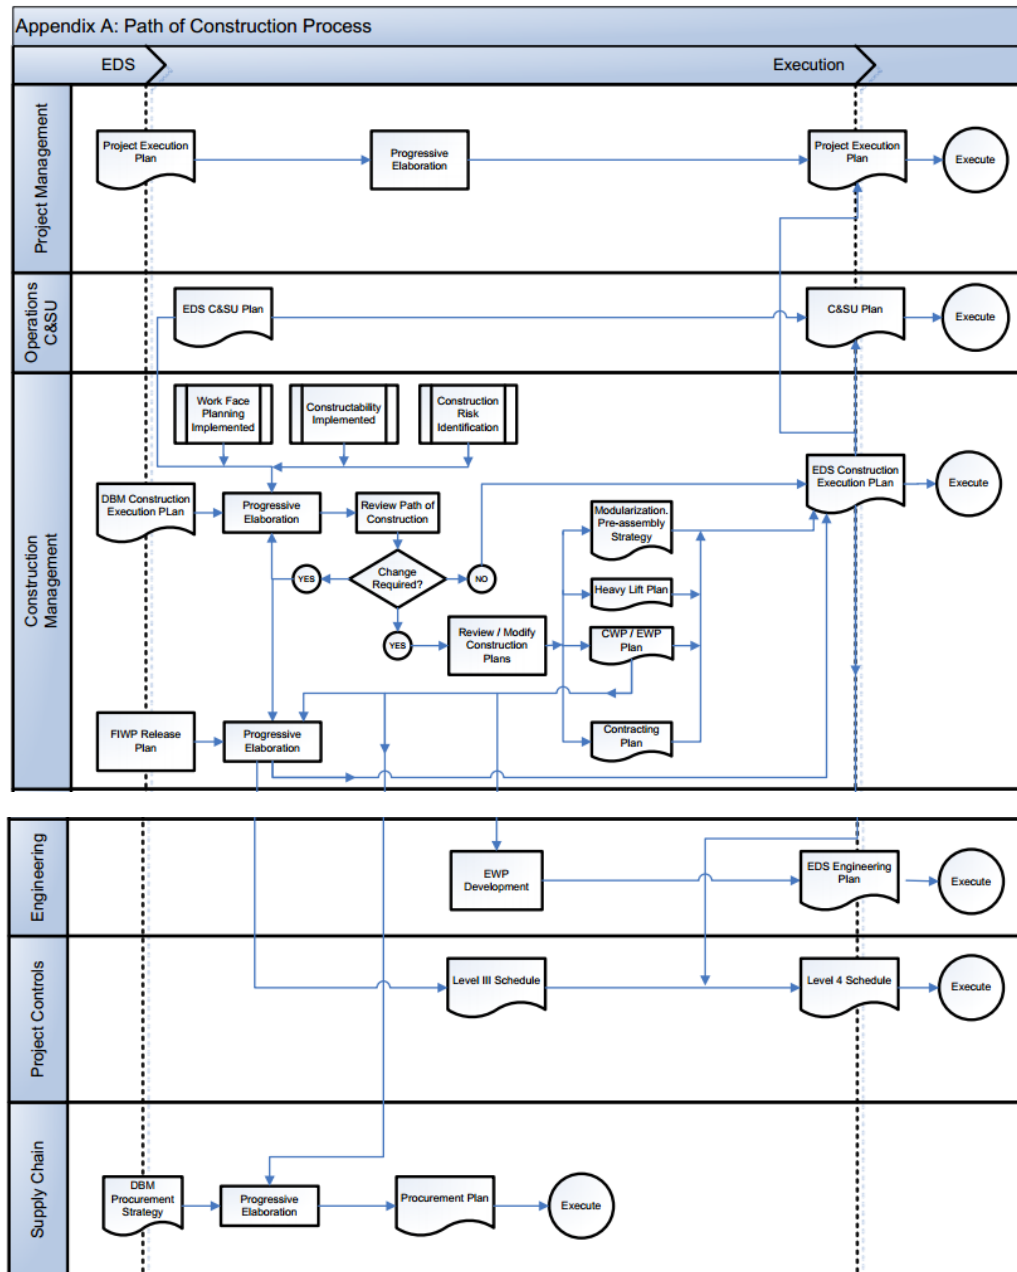 Appendix A: Path of Construction Process
EDS
Execution
Project Management
Project Execution
Plan
Progressive
Elaboration
Project Execution
Plan
Execute
Operations
C&SU
EDS C&SU Plan
C&SU Plan
Execute
Construction
Management
Work Face
Planning
Implemented
Constructability
Implemented
Construction
Risk
Identification
DBM Construction
Execution PLan
Progressive
Elaboration
Review Path of
Construction
Modularization.
Pre-assembly
Strategy
EDS Construction
Execution PLan
Execute
YES
Change
Required?
NO
Heavy Lift Plan
YES
Review / Modify
Construction
Plans
CWP / EWP
Plan
FIWP Release
Plan
Progressive
Elaboration
Contracting
Plan
Engineering
EWP
Development
EDS Engineering
Plan
Execute
Project Controls
Level III Schedule
Level 4 Schedule
Execute
Supply Chain
DBM
Procurement
Strategy
Progressive
Elaboration
Procurement Plan
Execute